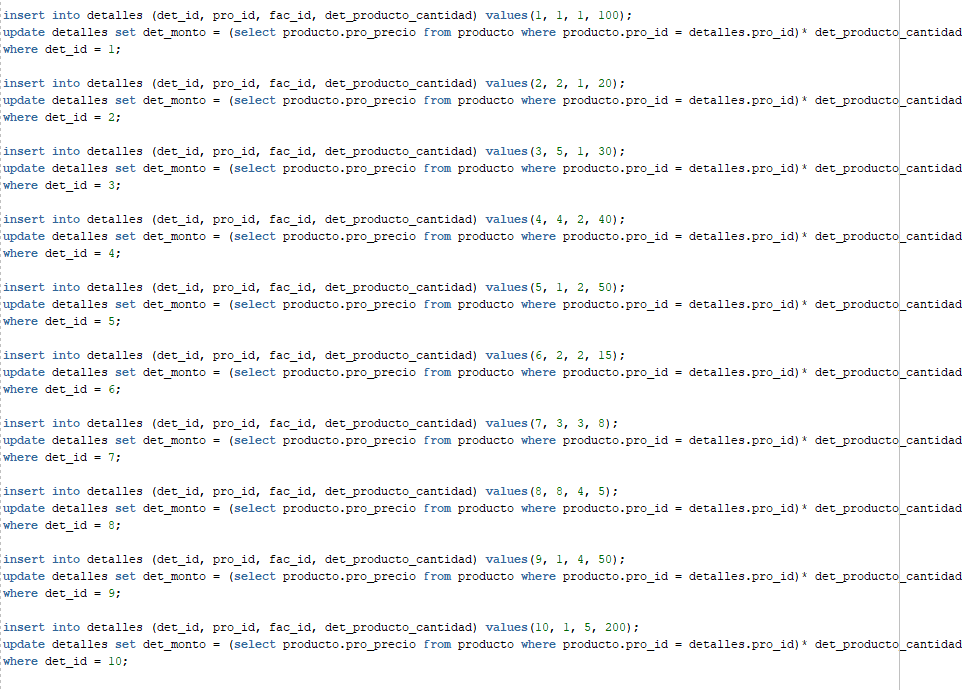 insert into detalles (det_id, pro_id, fac_id, det_producto_cantidad) values(1, 1, 1, 100);
update detalles set det_monto = (select producto.pro_precio from producto where producto.pro_id = detalles.pro_id)* det_producto_cantidad
where det_id = 1;

insert into detalles (det_id, pro_id, fac_id, det_producto_cantidad) values(2, 2, 1, 20);
update detalles set det_monto = (select producto.pro_precio from producto where producto.pro_id = detalles.pro_id)* det_producto_cantidad
where det_id = 2;

insert into detalles (det_id, pro_id, fac_id, det_producto_cantidad) values(3, 5, 1, 30);
update detalles set det_monto = (select producto.pro_precio from producto where producto.pro_id = detalles.pro_id)* det_producto_cantidad
where det_id = 3;

insert into detalles (det_id, pro_id, fac_id, det_producto_cantidad) values(4, 4, 2, 40);
update detalles set det_monto = (select producto.pro_precio from producto where producto.pro_id = detalles.pro_id)* det_producto_cantidad
where det_id = 4;

insert into detalles (det_id, pro_id, fac_id, det_producto_cantidad) values(5, 1, 2, 50);
update detalles set det_monto = (select producto.pro_precio from producto where producto.pro_id = detalles.pro_id)* det_producto_cantidad
where det_id = 5;

insert into detalles (det_id, pro_id, fac_id, det_producto_cantidad) values(6, 2, 2, 15);
update detalles set det_monto = (select producto.pro_precio from producto where producto.pro_id = detalles.pro_id)* det_producto_cantidad
where det_id = 6;

insert into detalles (det_id, pro_id, fac_id, det_producto_cantidad) values(7, 3, 3, 8);
update detalles set det_monto = (select producto.pro_precio from producto where producto.pro_id = detalles.pro_id)* det_producto_cantidad
where det_id = 7;

insert into detalles (det_id, pro_id, fac_id, det_producto_cantidad) values(8, 8, 4, 5);
update detalles set det_monto = (select producto.pro_precio from producto where producto.pro_id = detalles.pro_id)* det_producto_cantidad
where det_id = 8;

insert into detalles (det_id, pro_id, fac_id, det_producto_cantidad) values(9, 1, 4, 50);
update detalles set det_monto = (select producto.pro_precio from producto where producto.pro_id = detalles.pro_id)* det_producto_cantidad
where det_id = 9;

insert into detalles (det_id, pro_id, fac_id, det_producto_cantidad) values(10, 1, 5, 200);
update detalles set det_monto = (select producto.pro_precio from producto where producto.pro_id = detalles.pro_id)* det_producto_cantidad
where det_id = 10;